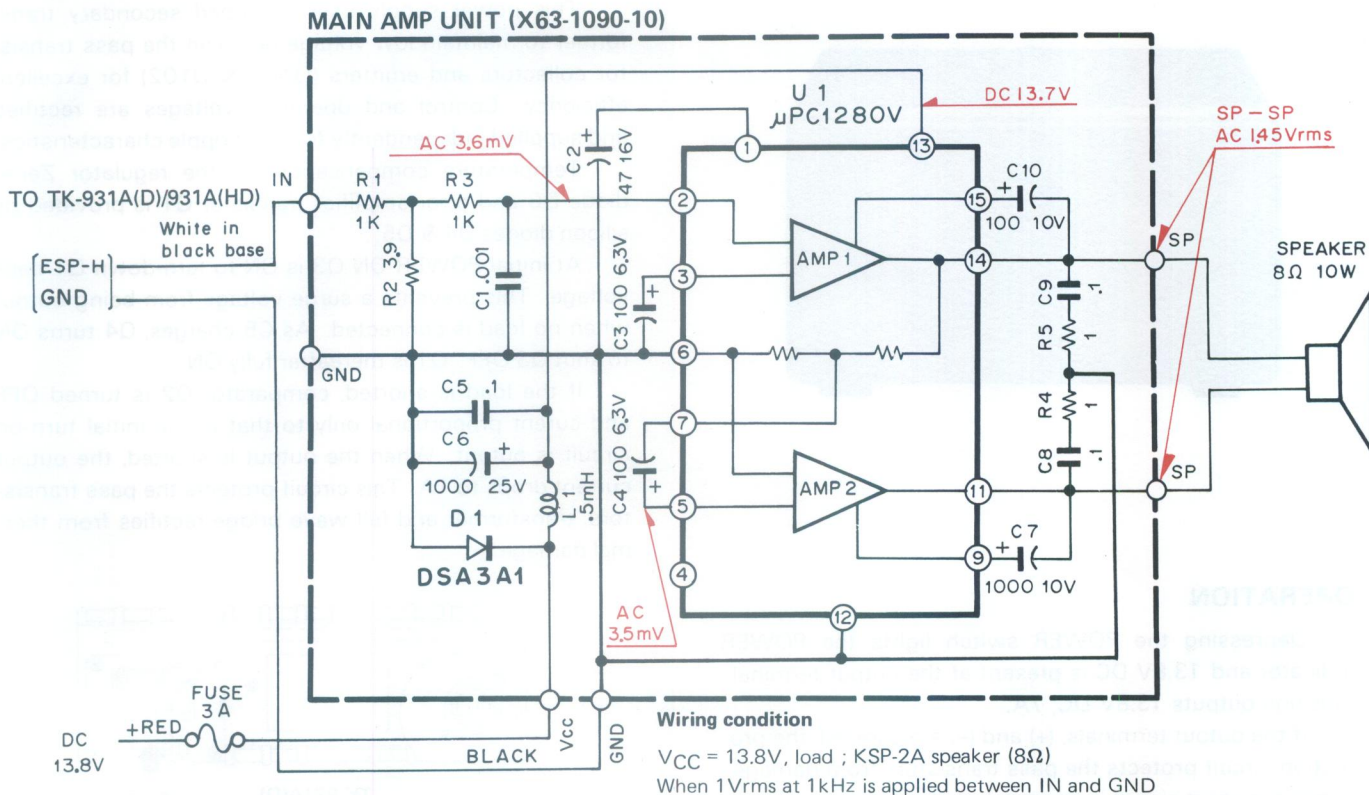 MAIN AMP UNIT (X63-1090-10)
U 1
μPC1280V
DC 13.7V
SP - SP
AC 1.45Vrms
AC 3.6mV
C2
47 16V
1
13
IN
R1
1K
R3
1K
2
15
C10
100 10V
TO TK-931A(D)/931A(HD)
White in
black base
ESP-H
GND
R2 3.9
C1 .001
3
C3 100 6.3V
AMP 1
14
SP
SPEAKER
8Ω 10W
C9
.1
R5
1
GND
6
C5 .1
C6
1000 25V
D1
DSA3A1
L1
.5mH
7
C4 100 6.3V
5
AMP 2
R4
1
C8
.1
11
SP
9
C7
1000 10V
4
AC
3.5mV
12
FUSE
3A
+RED
DC
13.8V
BLACK
Vcc
GND
Wiring condition
VCC = 13.8V, load ; KSP-2A speaker (8Ω)
When 1Vrms at 1kHz is applied between IN and GND